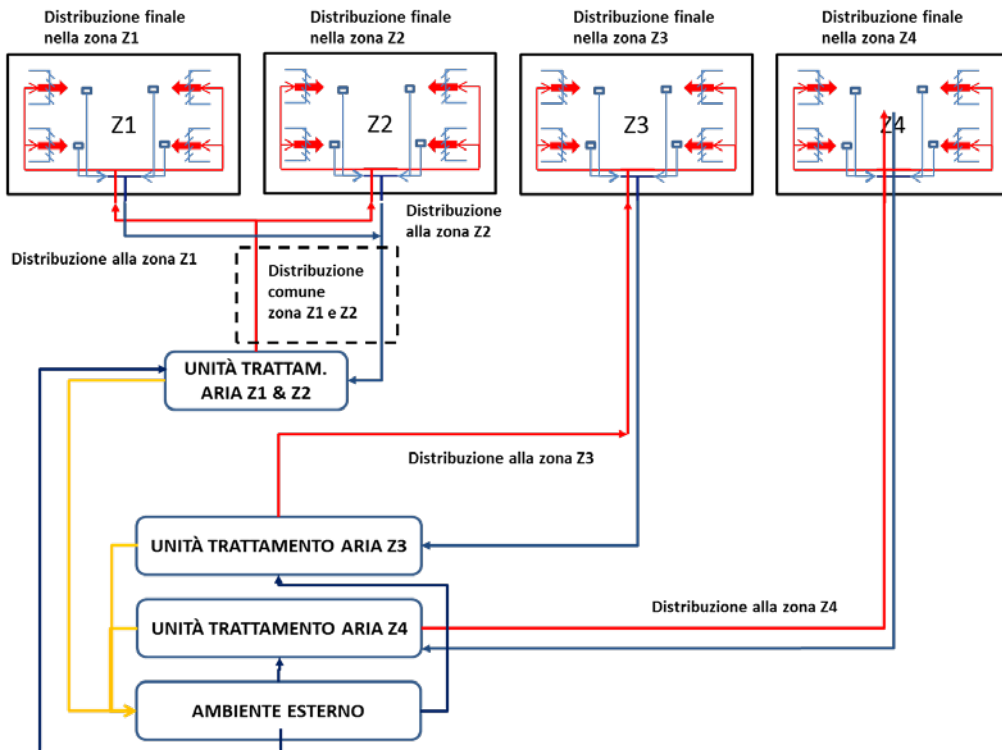 Distribuzione finale
nella zona Z1
Distribuzione finale
nella zona Z2
Distribuzione finale
nella zona Z3
Distribuzione finale
nella zona Z4
Z1
Z2
Z3
Z4
Distribuzione
alla zona Z2
Distribuzione alla zona Z1
Distribuzione
comune
zona Z1 e Z2
UNITÀ TRATTAM.
ARIA Z1 & Z2
Distribuzione alla zona Z3
UNITÀ TRATTAMENTO ARIA Z3
Distribuzione alla zona Z4
UNITÀ TRATTAMENTO ARIA Z4
AMBIENTE ESTERNO